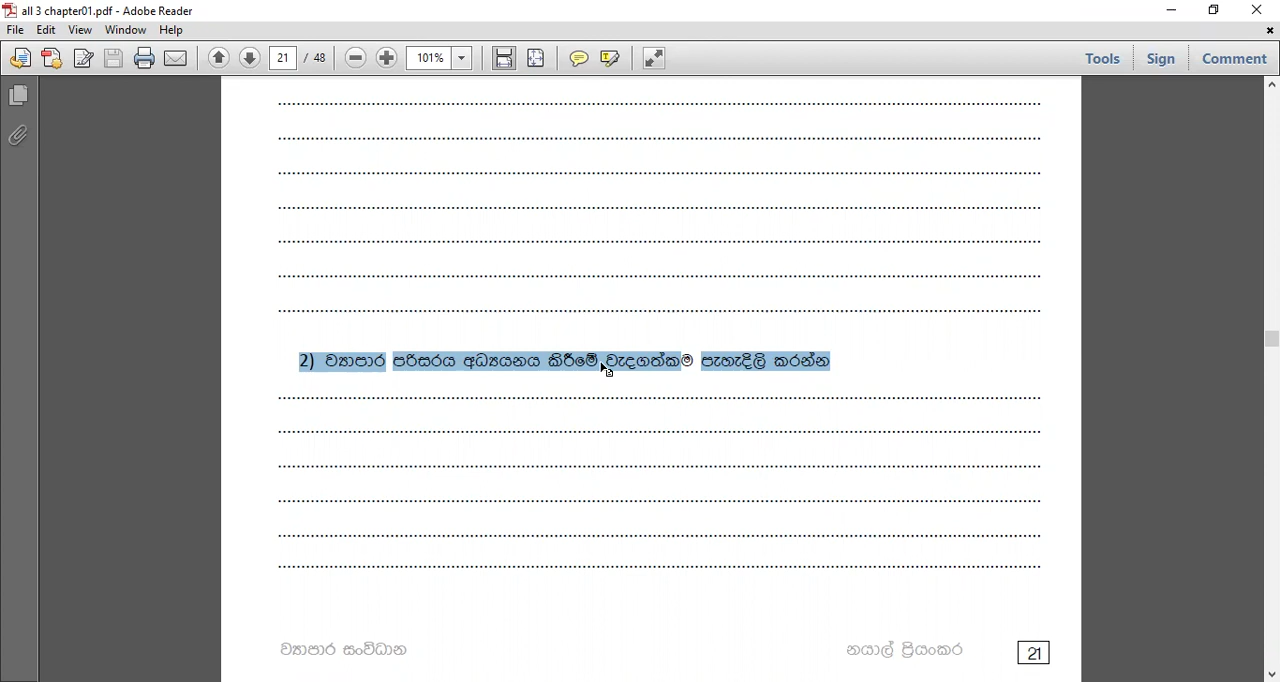 all 3 chapter01.pdf - Adobe Reader
File Edit View Window Help
21 / 48 101% Tools Sign Comment
2) ව්‍යාපාර පරිසරය අධ්‍යයනය කිරීමේ වැදගත්කම පැහැදිලි කරන්න
ව්‍යාපාර සංවිධාන නයාල් ප්‍රියංකර 21